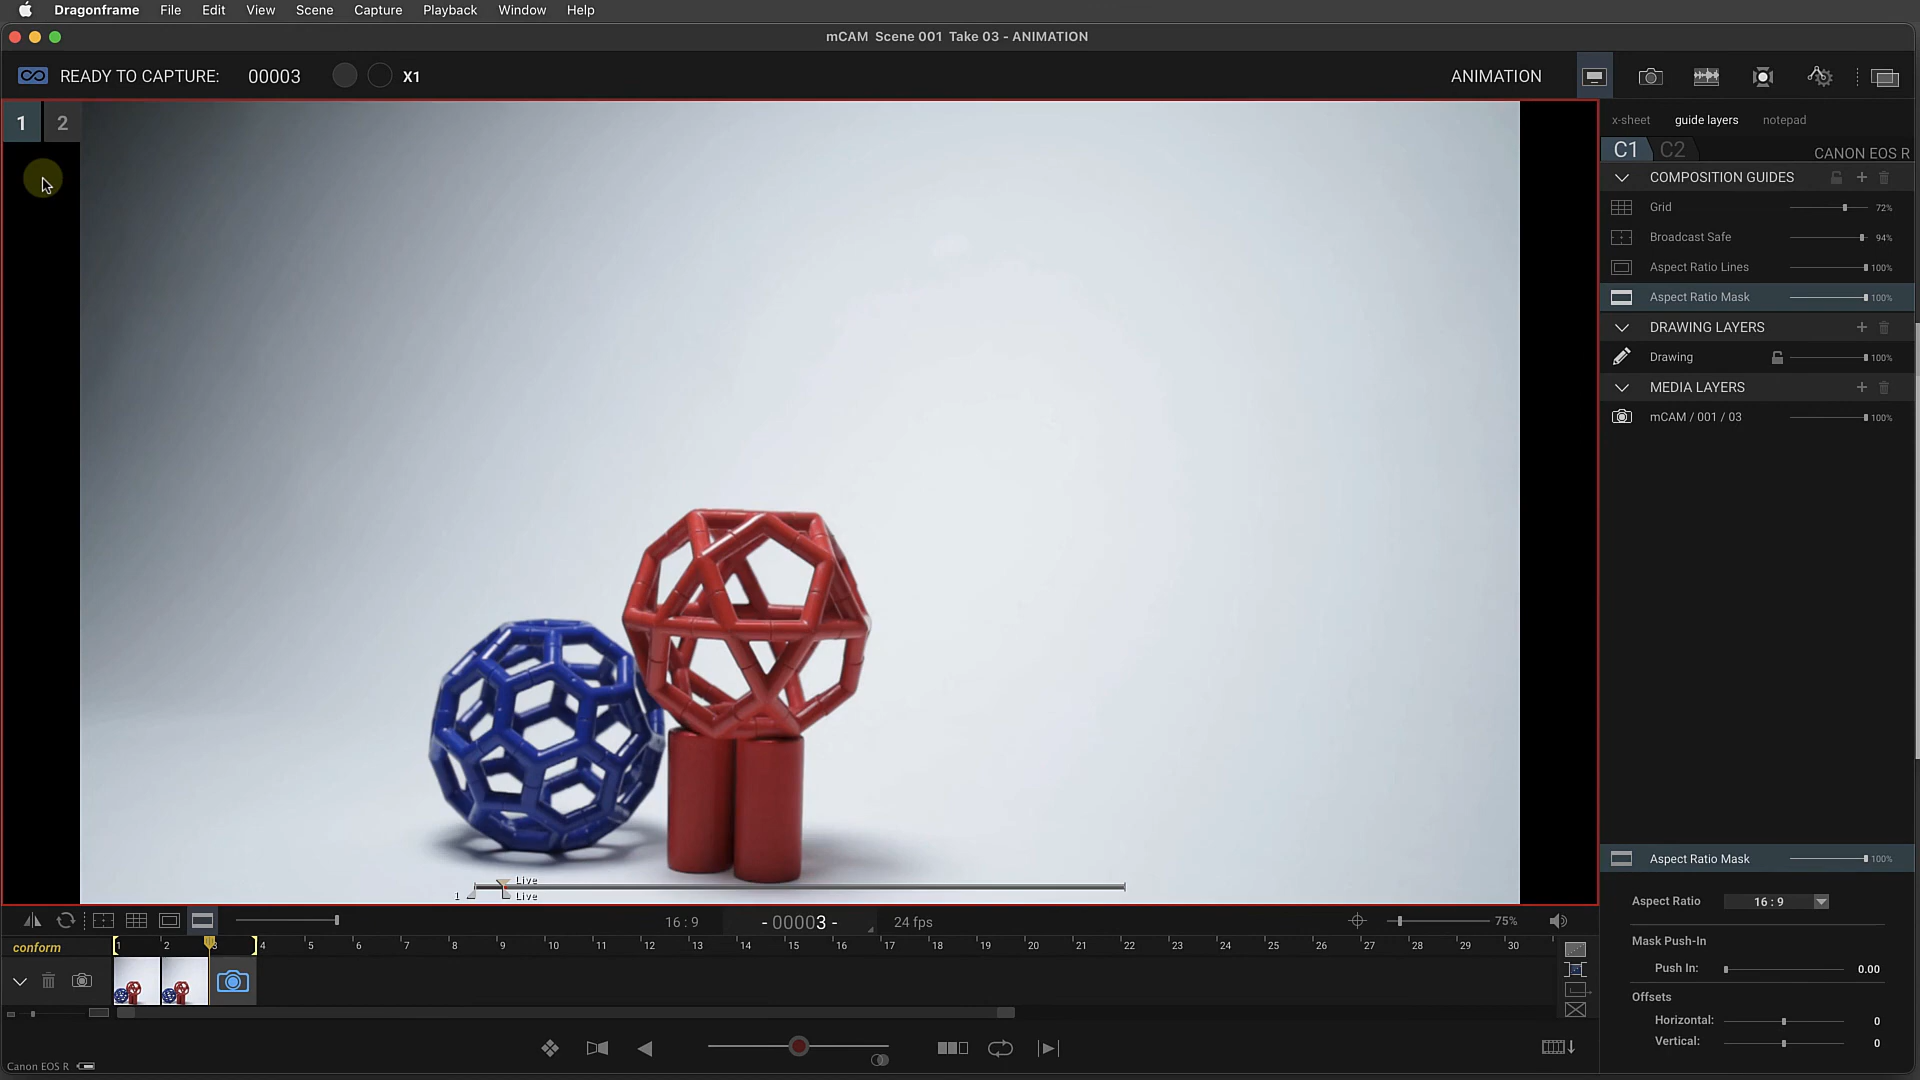 Dragonframe File Edit View Scene Capture Playback Window Help
mCAM Scene 001 Take 03 - ANIMATION
READY TO CAPTURE: 00003 X1 ANIMATION
1 2
x-sheet guide layers notepad
C1 C2 CANON EOS R
COMPOSITION GUIDES
Grid 72%
Broadcast Safe 94%
Aspect Ratio Lines 100%
Aspect Ratio Mask 100%
DRAWING LAYERS
Drawing 100%
MEDIA LAYERS
mCAM / 001 / 03 100%
Live
1 Live
Aspect Ratio Mask 100%
Aspect Ratio 16 : 9
Mask Push-In
Push In: 0.00
Offsets
Horizontal: 0
Vertical: 0
16 : 9 - 00003 - 24 fps 75%
conform 1 2 3 4 5 6 7 8 9 10 11 12 13 14 15 16 17 18 19 20 21 22 23 24 25 26 27 28 29 30
Canon EOS R